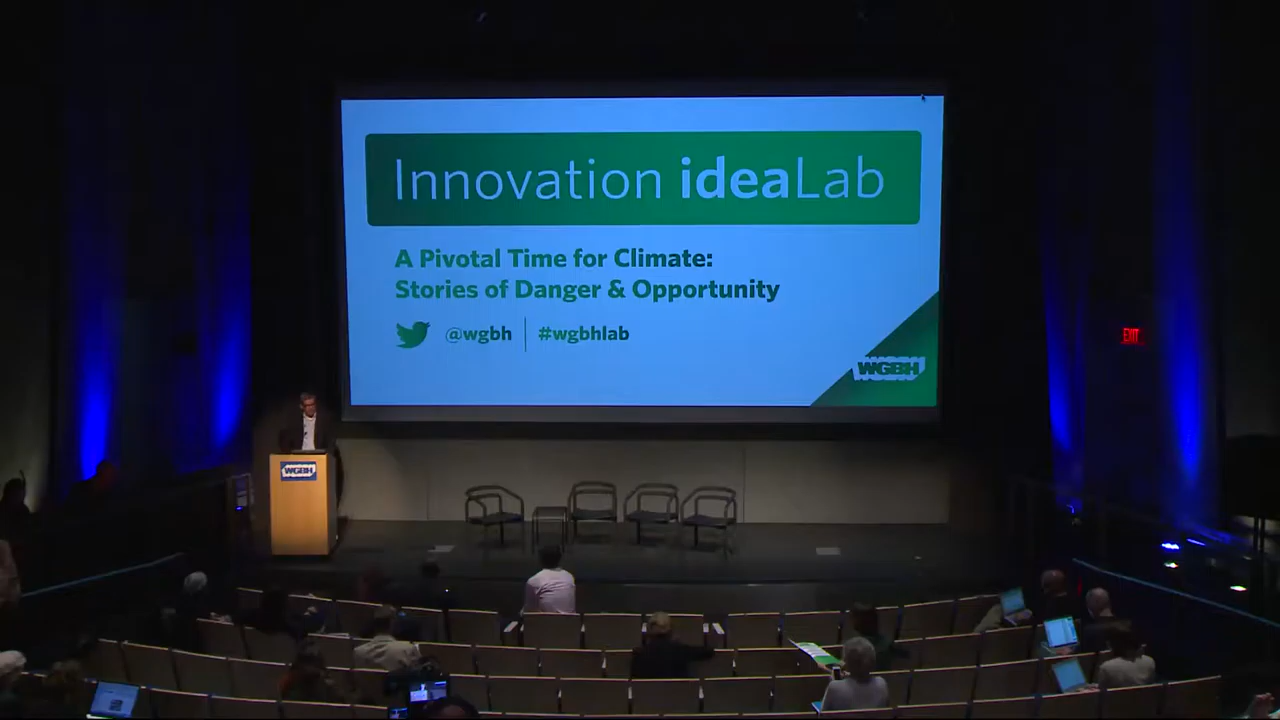 Innovation ideaLab
A Pivotal Time for Climate:
Stories of Danger & Opportunity
@wgbh | #wgbhlab
WGBH
EXIT
WGBH